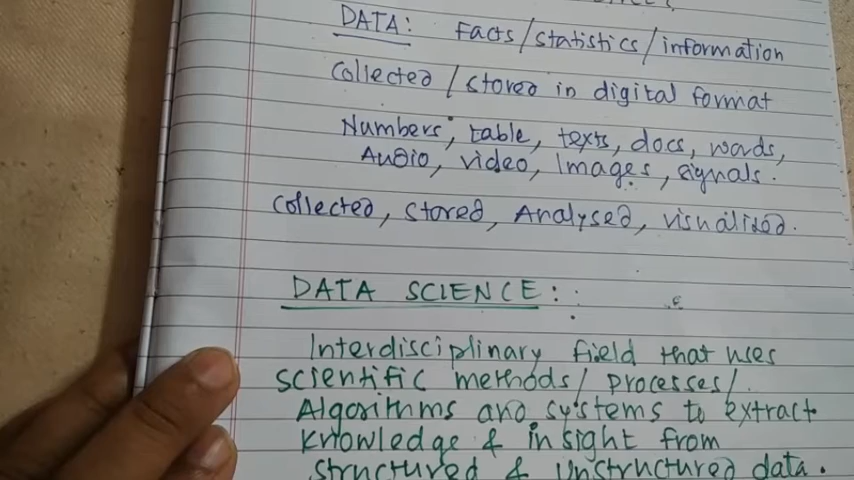 DATA: Facts/statistics/information
Collected/stored in digital format
Numbers, table, texts, docs, words,
Audio, video, Images, signals.
Collected, stored, Analysed, visualized.
DATA SCIENCE:
Interdisciplinary field that uses
scientific methods/processes/
Algorithms and systems to extract
knowledge & insight from
structured & Unstructured data.